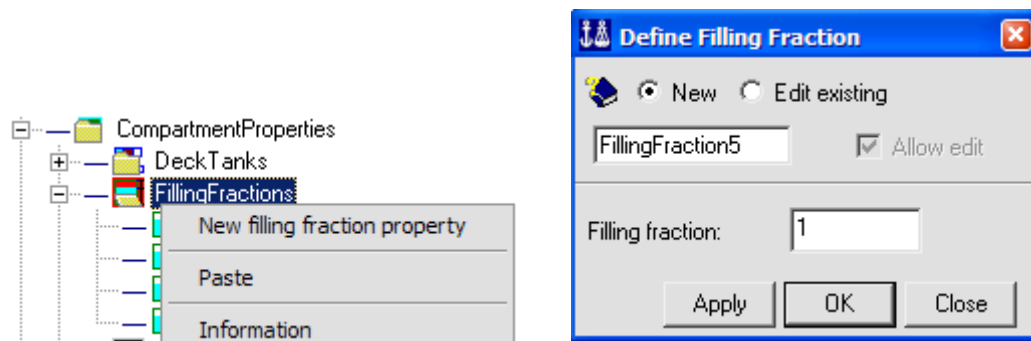 CompartmentProperties
DeckTanks
FillingFractions
New filling fraction property
Paste
Information
Define Filling Fraction
New Edit existing
FillingFraction5 Allow edit
Filling fraction: 1
Apply OK Close